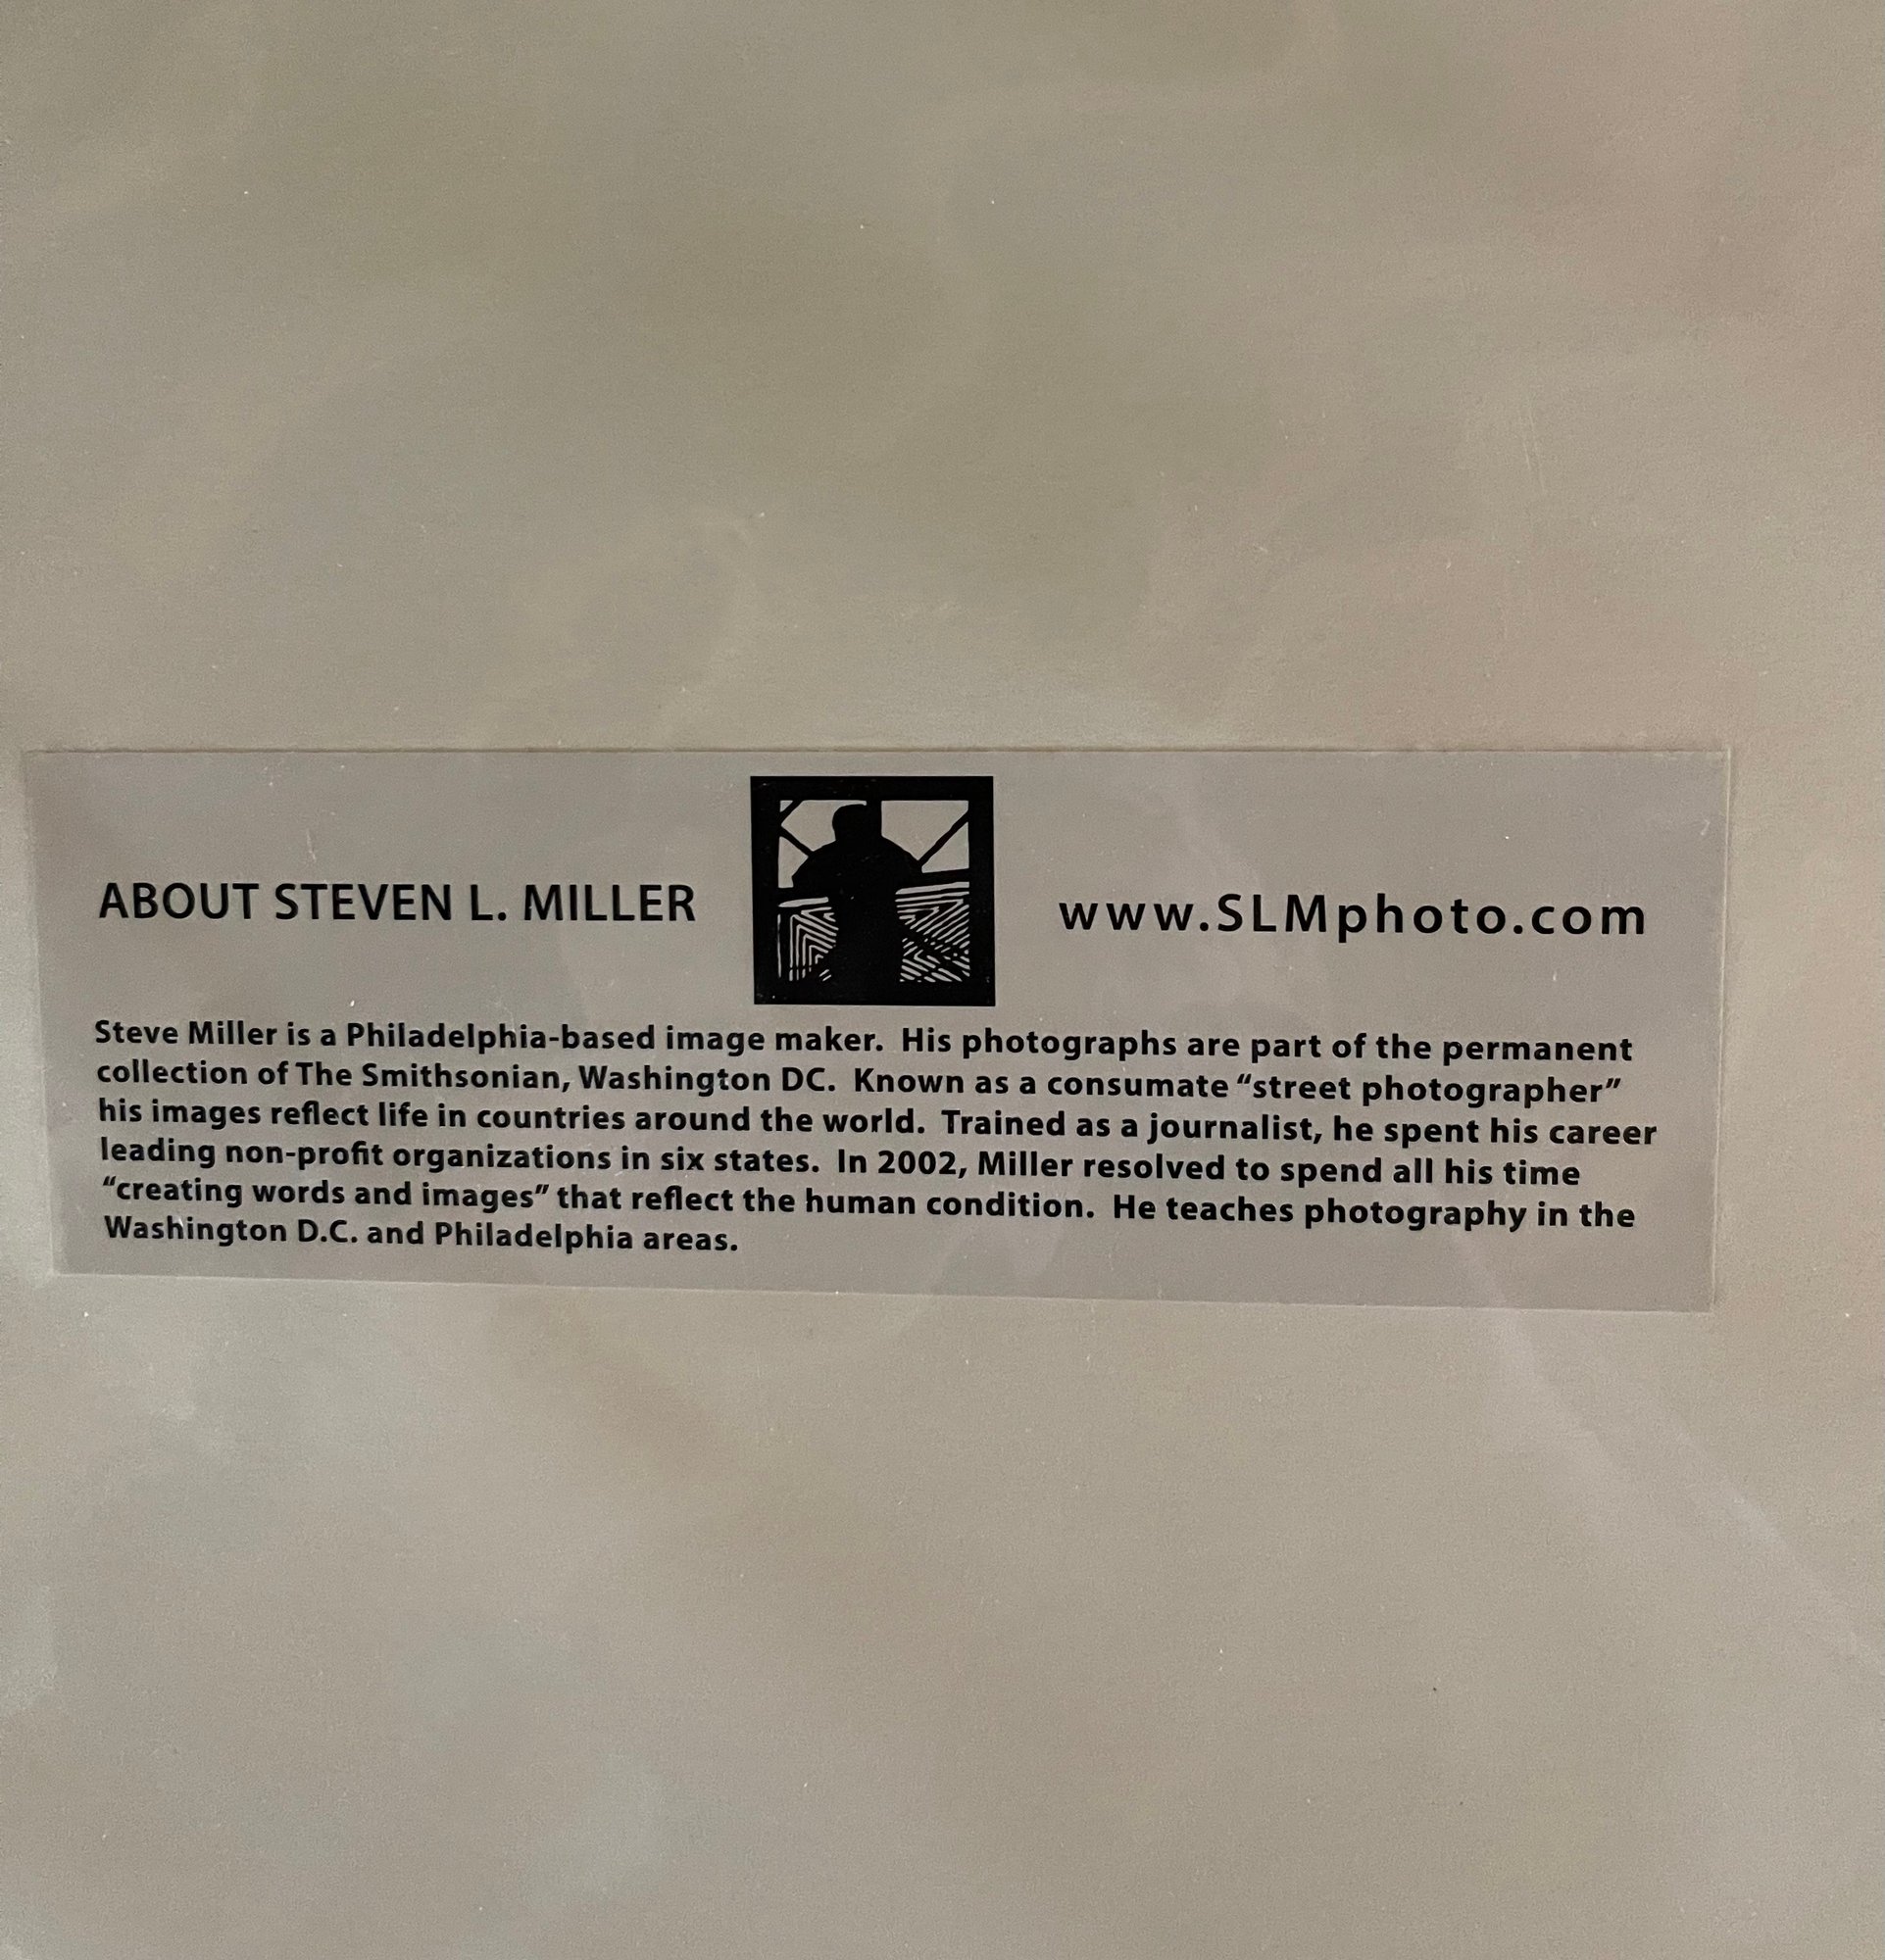 ABOUT STEVEN L. MILLER
www.SLMphoto.com
Steve Miller is a Philadelphia-based image maker. His photographs are part of the permanent
collection of The Smithsonian, Washington DC. Known as a consumate “street photographer”
his images reflect life in countries around the world. Trained as a journalist, he spent his career
leading non-profit organizations in six states. In 2002, Miller resolved to spend all his time
“creating words and images” that reflect the human condition. He teaches photography in the
Washington D.C. and Philadelphia areas.